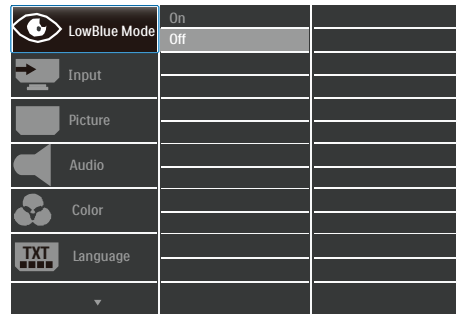 LowBlue Mode
On
Off
Input
Picture
Audio
Color
TXT
Language